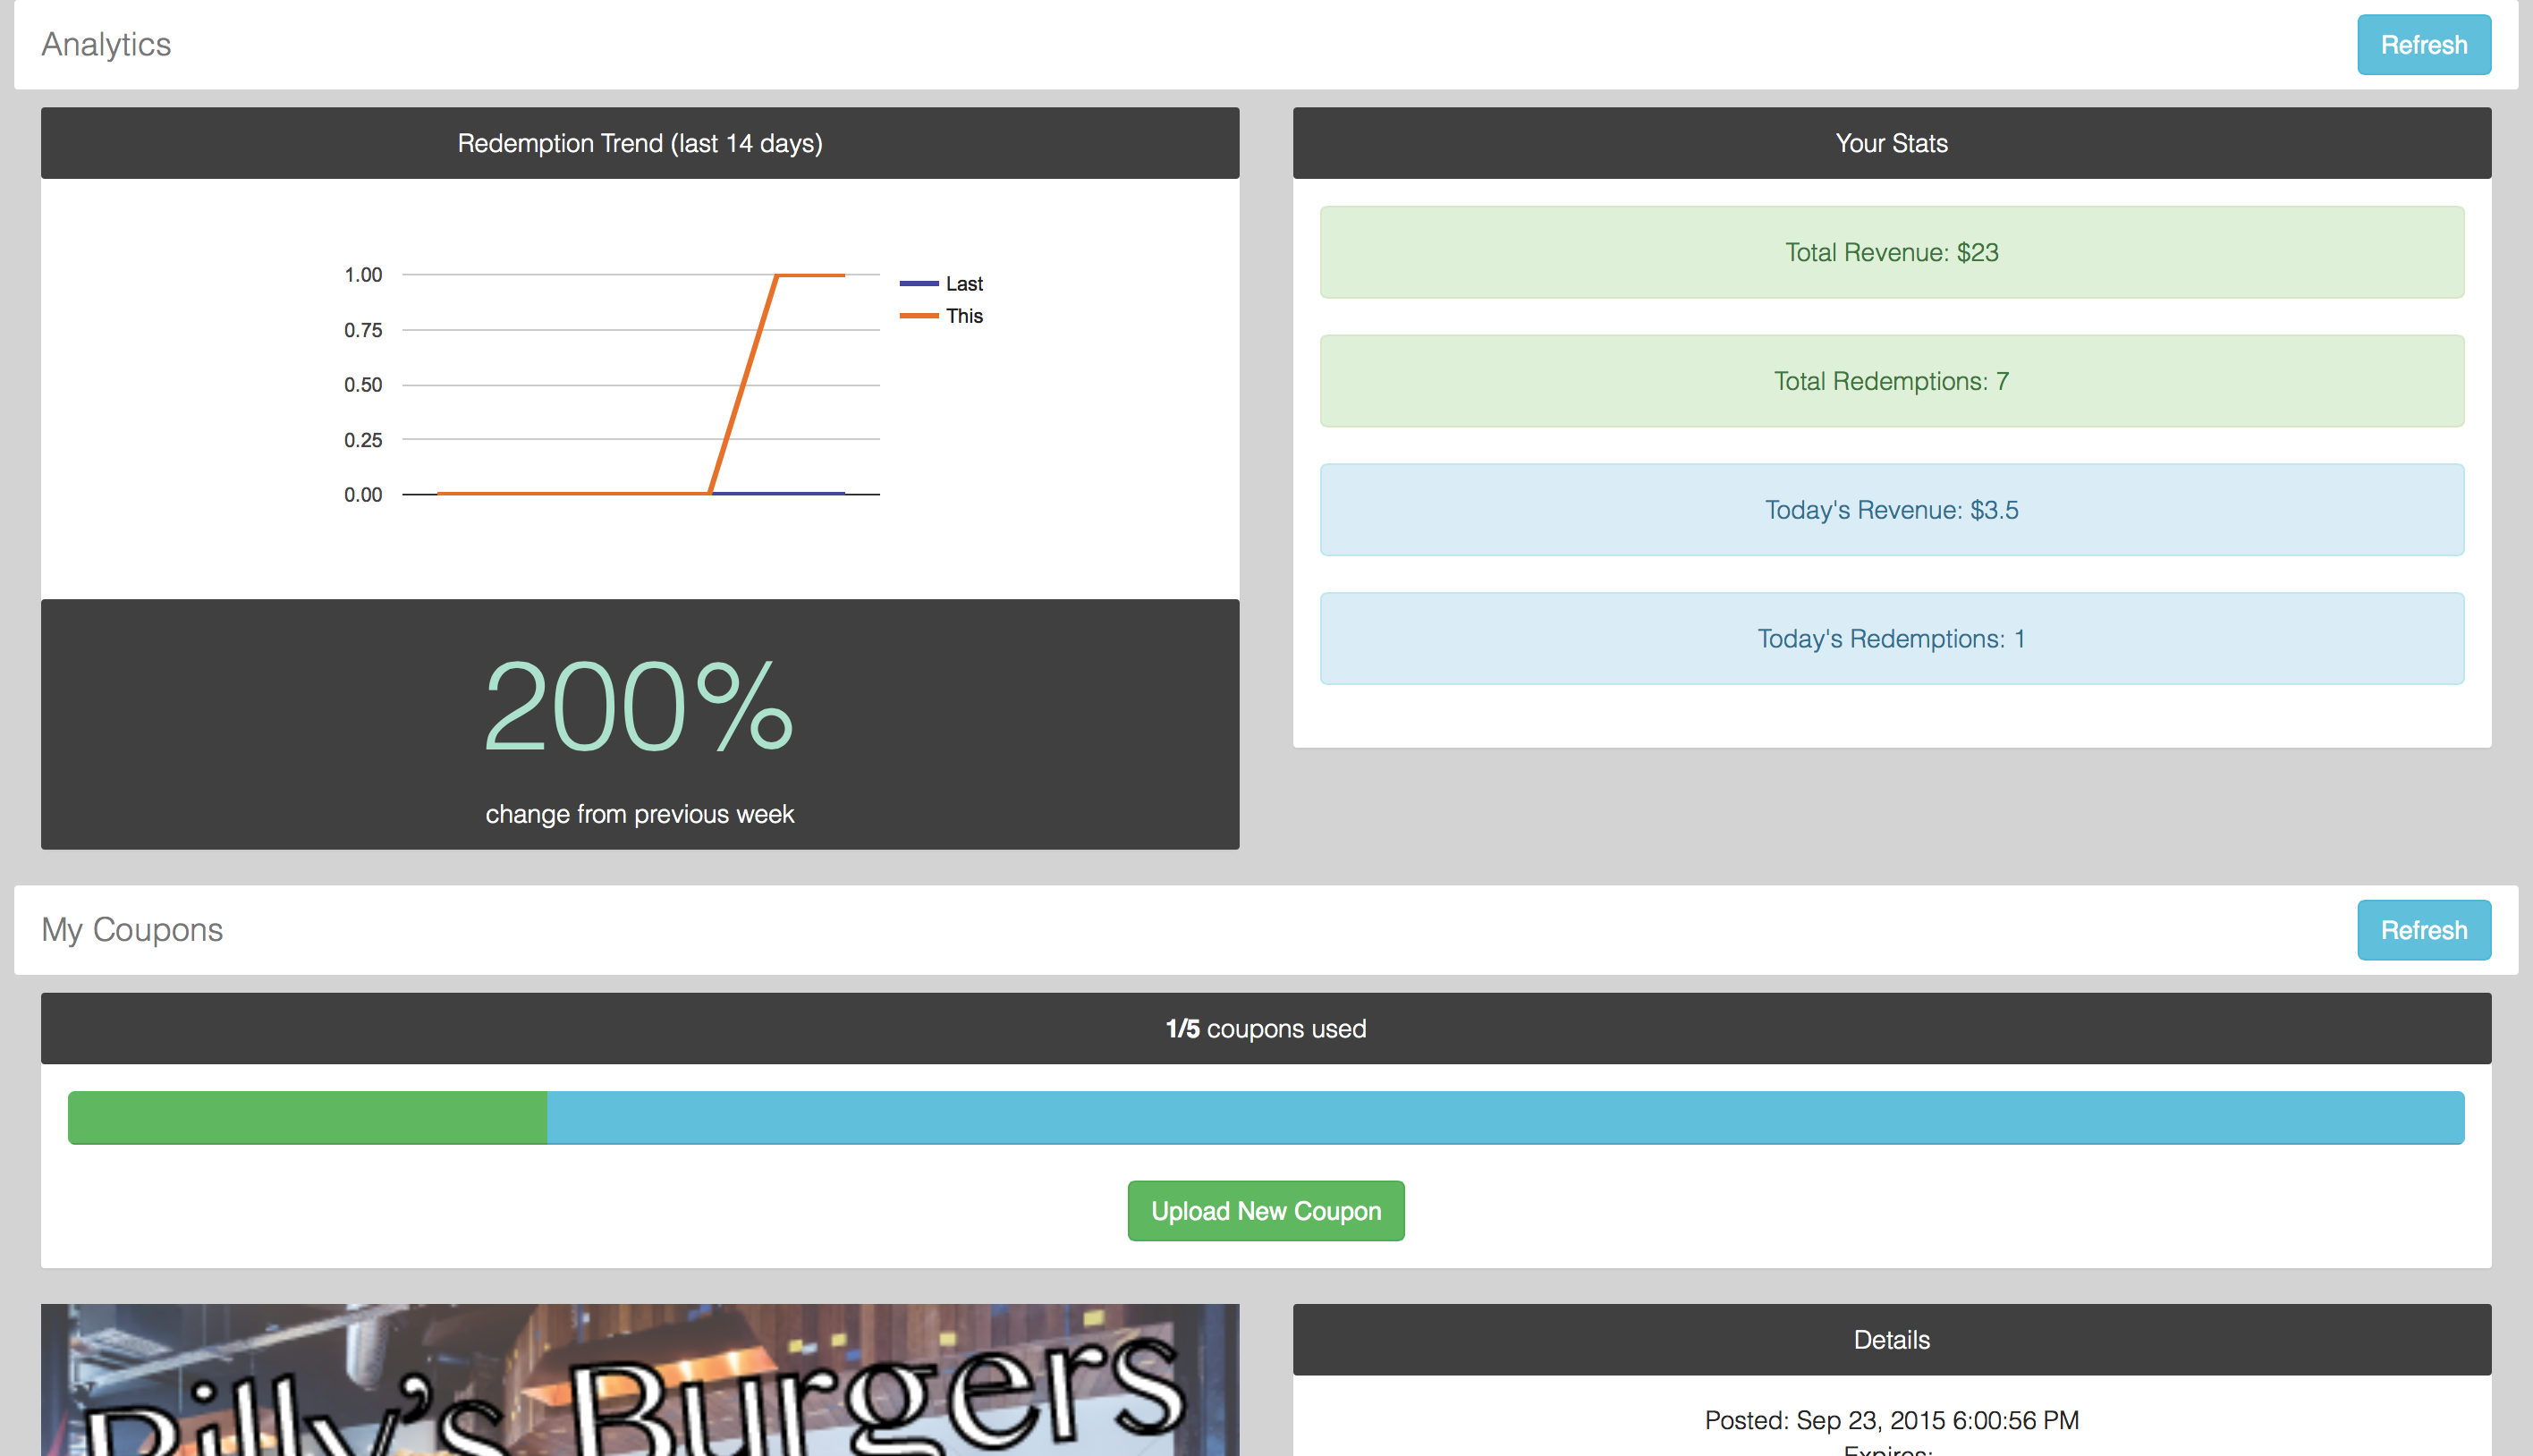 Analytics
Refresh
Redemption Trend (last 14 days)
1.00
0.75
0.50
0.25
0.00
Last
This
200%
change from previous week
Your Stats
Total Revenue: $23
Total Redemptions: 7
Today's Revenue: $3.5
Today's Redemptions: 1
My Coupons
Refresh
1/5 coupons used
Upload New Coupon
Billy's Burgers
Details
Posted: Sep 23, 2015 6:00:56 PM
Expires: